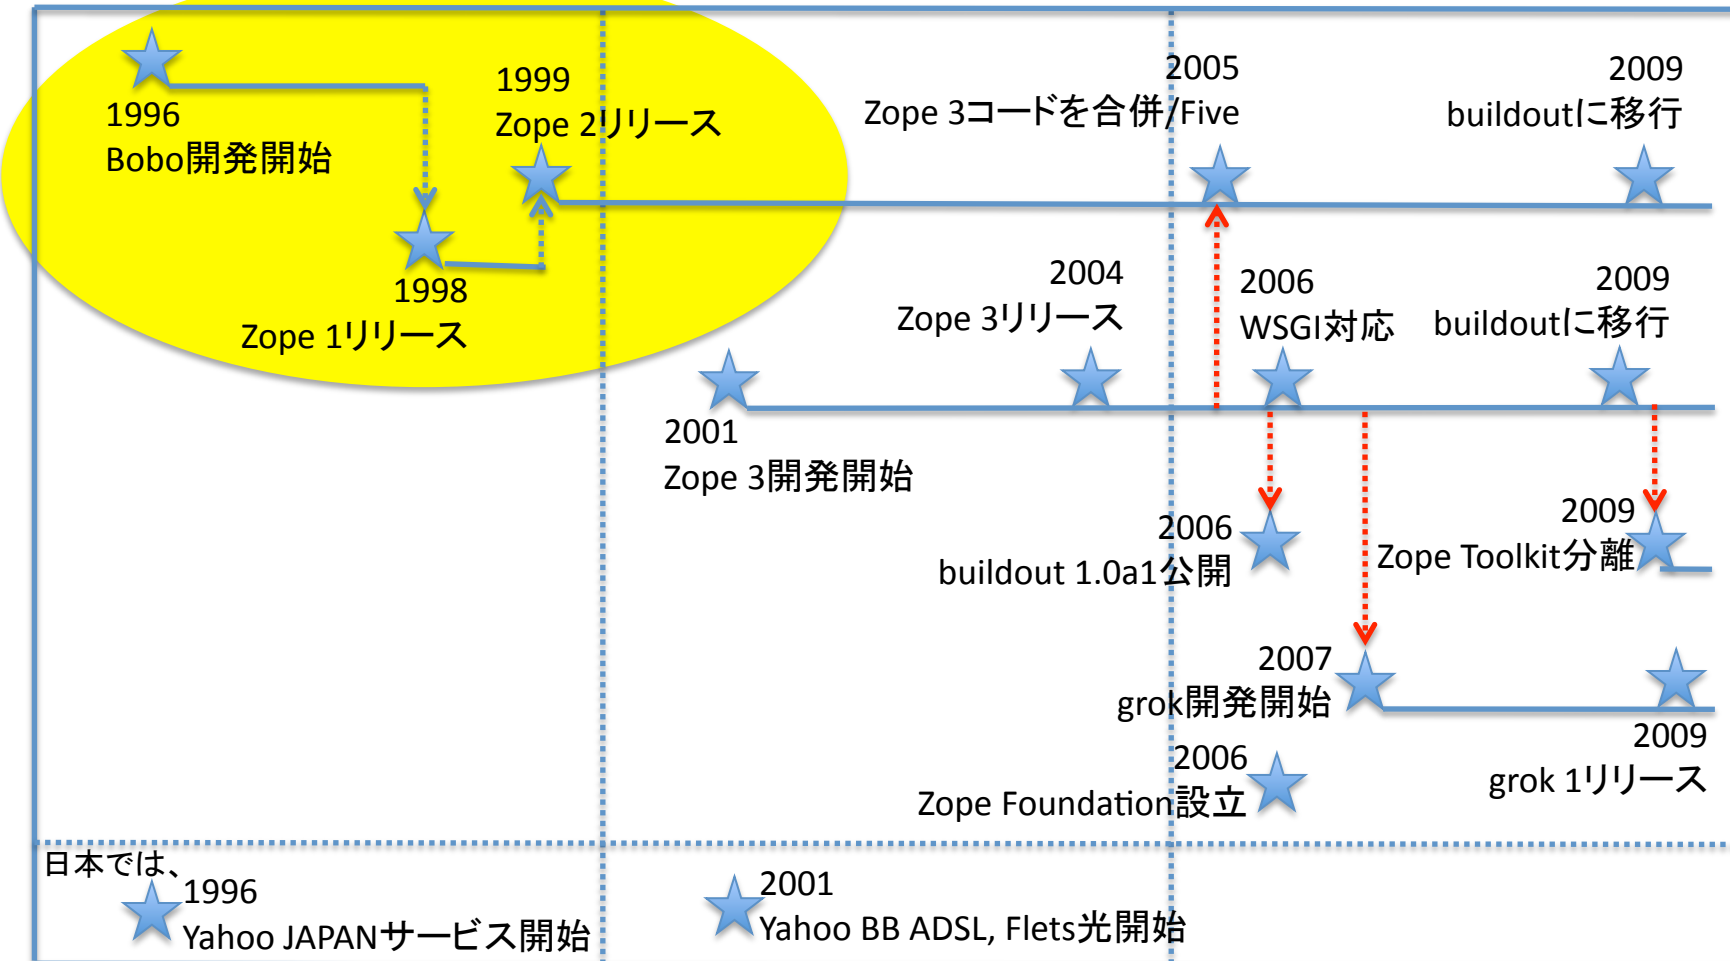 1996
Bobo開発開始
1999
Zope 2リリース
1998
Zope 1リリース
2005
Zope 3コードを合併/Five
2009
buildoutに移行
2004
Zope 3リリース
2006
WSGI対応
2009
buildoutに移行
2001
Zope 3開発開始
2006
buildout 1.0a1公開
2009
Zope Toolkit分離
2007
grok開発開始
2009
grok 1リリース
2006
Zope Foundation設立
日本では、
1996
Yahoo JAPANサービス開始
2001
Yahoo BB ADSL, Flets光開始